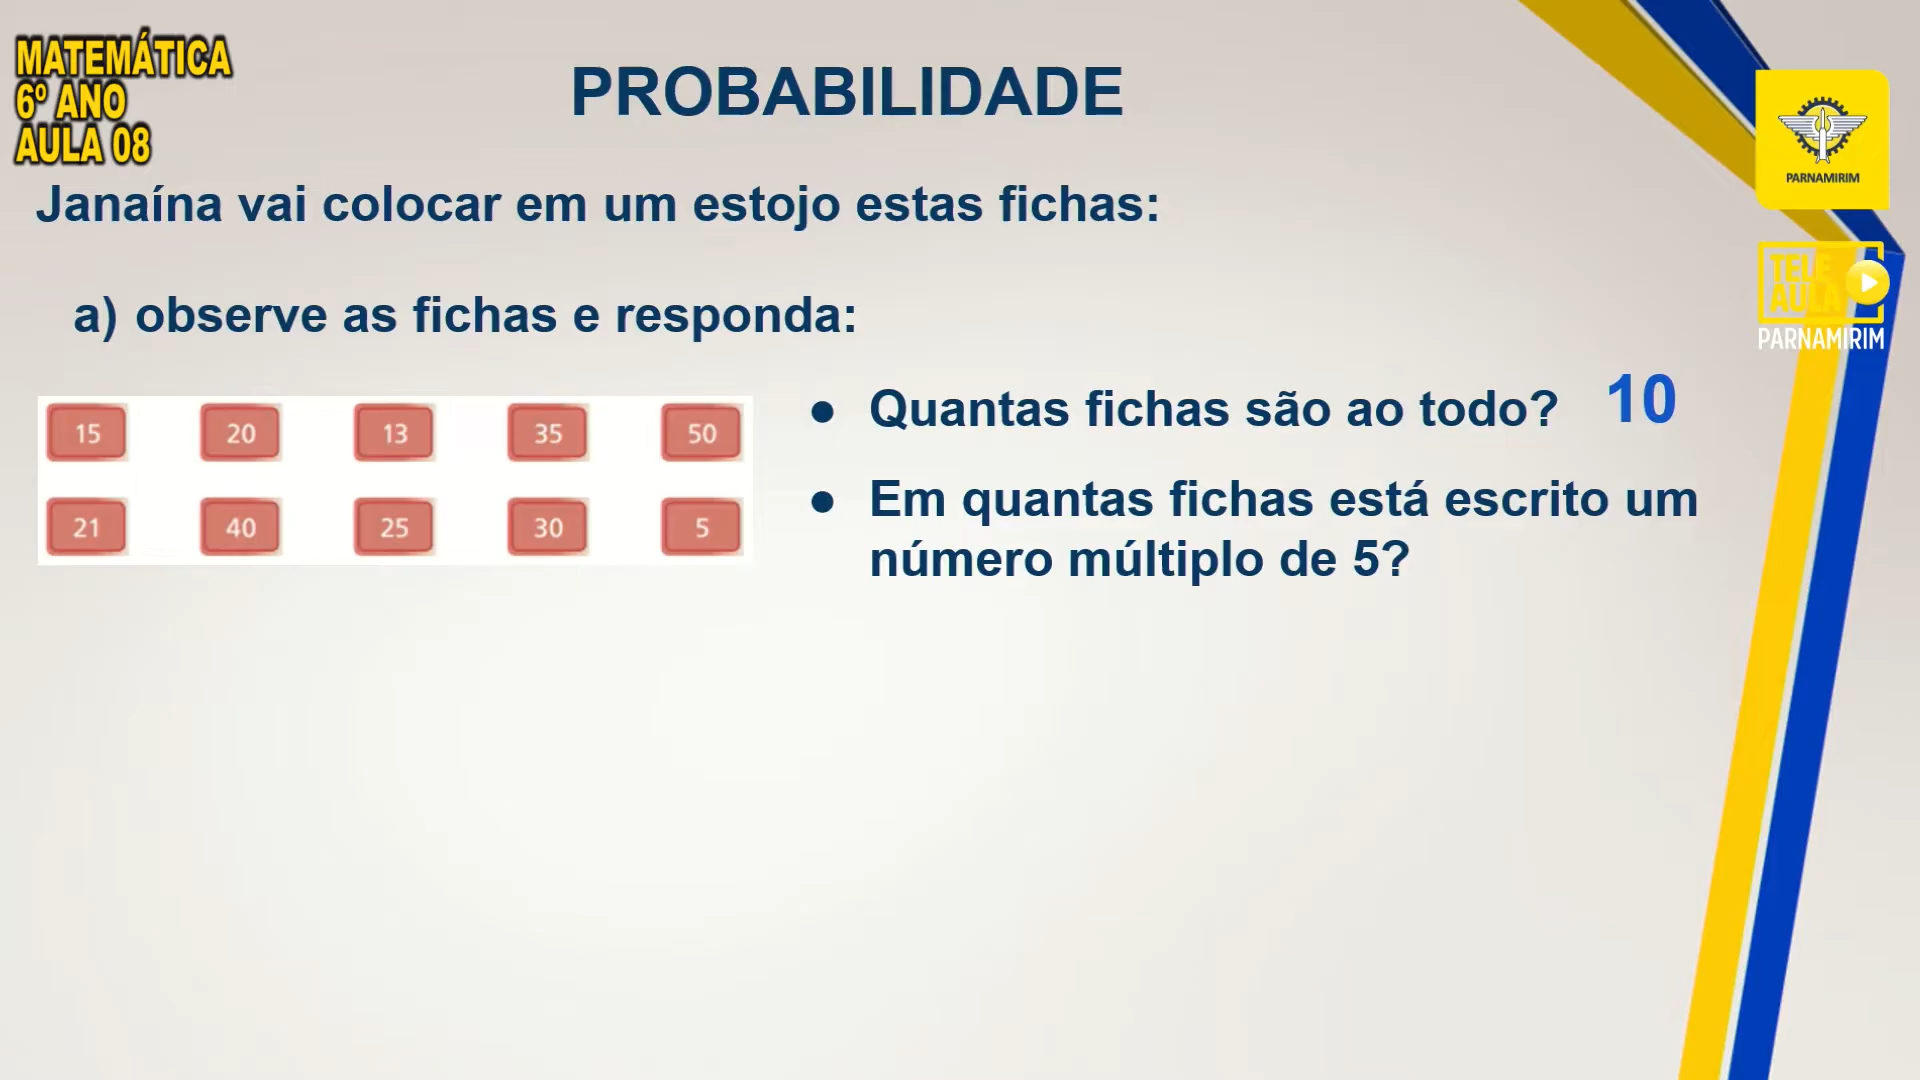 MATEMÁTICA
6º ANO
AULA 08
PROBABILIDADE
PARNAMIRIM
TELE
AULA
PARNAMIRIM
Janaína vai colocar em um estojo estas fichas:
a) observe as fichas e responda:
15 20 13 35 50
21 40 25 30 5
● Quantas fichas são ao todo? 10
● Em quantas fichas está escrito um
número múltiplo de 5?